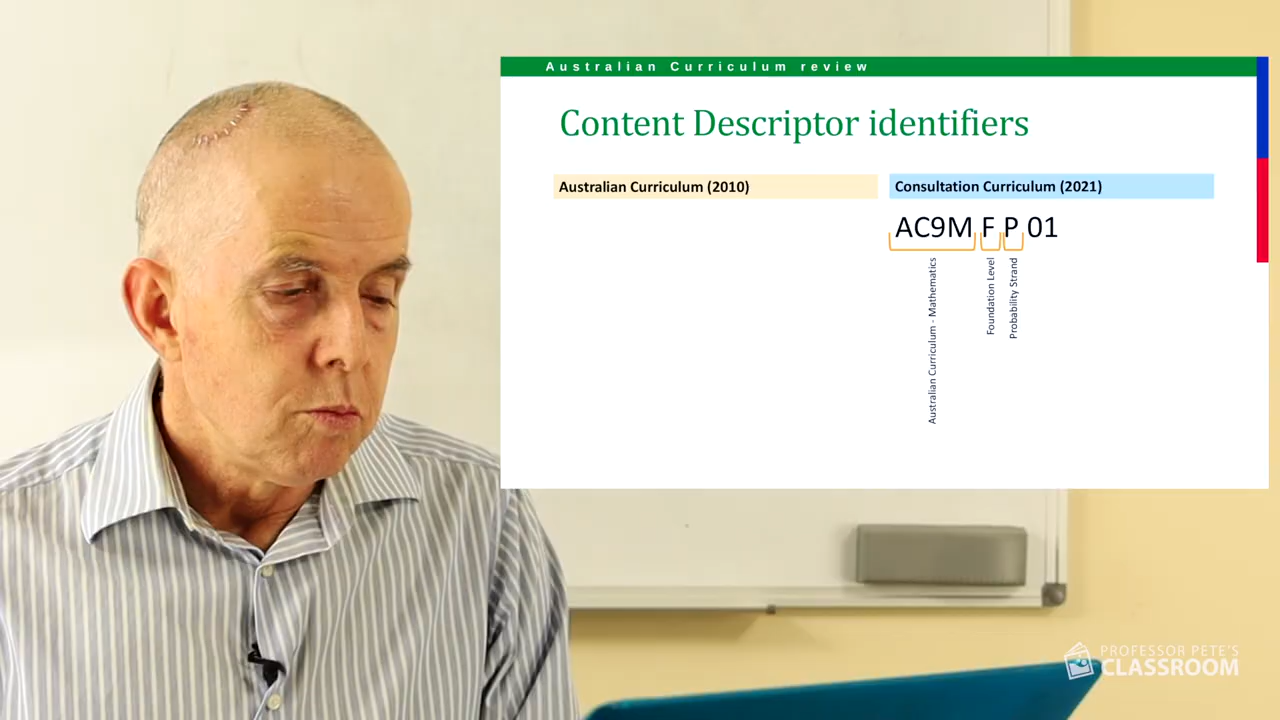 Australian Curriculum review
Content Descriptor identifiers
Australian Curriculum (2010)
Consultation Curriculum (2021)
AC9M F P 01
Australian Curriculum - Mathematics
Foundation Level
Probability Strand
PROFESSOR PETE'S
CLASSROOM